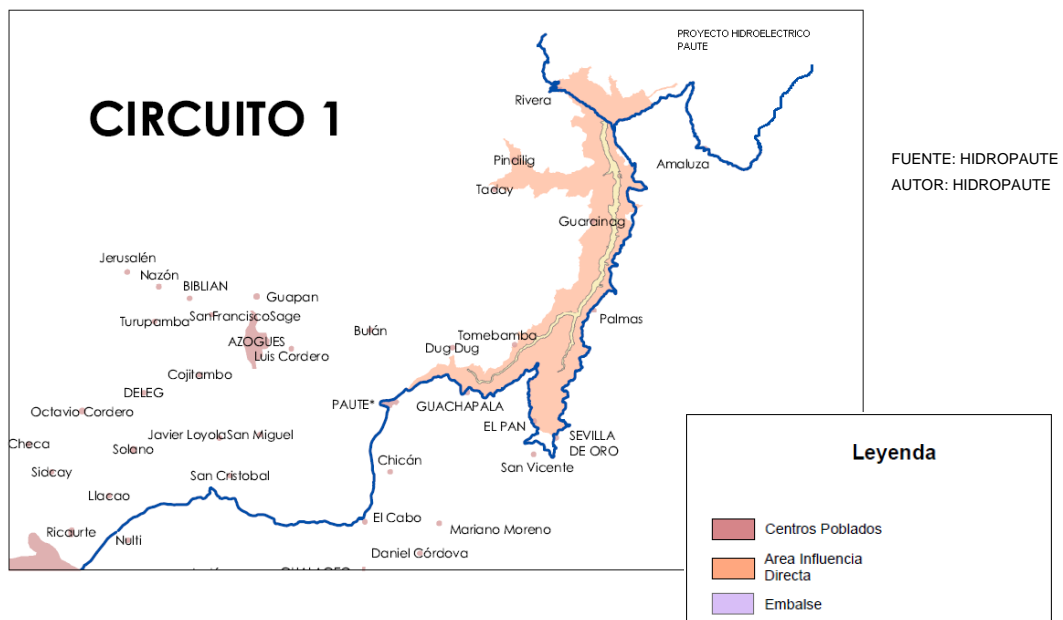 PROYECTO HIDROELECTRICO
PAUTE
CIRCUITO 1
Rivera
Amaluza
Pindilig
Taday
Guarainag
FUENTE: HIDROPAUTE
AUTOR: HIDROPAUTE
Jerusalén
Nazón
BIBLIAN
Guapan
Turupamba
SanFranciscoSage
AZOGUES
Luis Cordero
Bulán
Tomebamba
Dug Dug
Palmas
Cojitambo
DELEG
Octavio Cordero
PAUTE*
GUACHAPALA
EL PAN
SEVILLA
DE ORO
San Vicente
Checa
Solano
Javier Loyola
San Miguel
Sidcay
San Cristobal
Chicán
Llacao
El Cabo
Mariano Moreno
Ricaurte
Nulti
Daniel Córdova
Leyenda
Centros Poblados
Area Influencia
Directa
Embalse